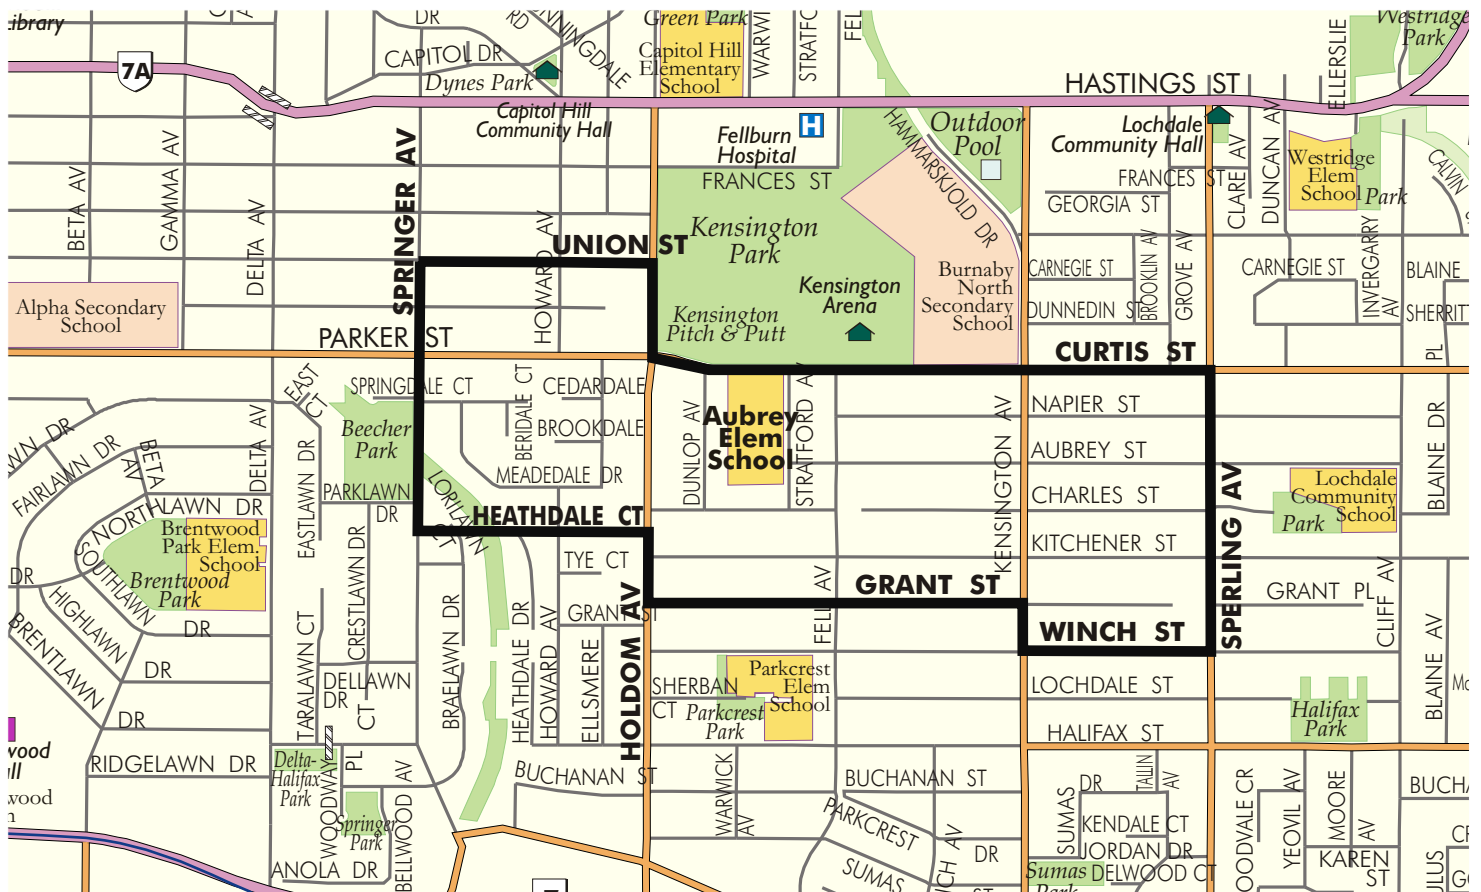 Library
DR
RD
CAPITOL DR
Dynes Park
7A
Green Park
Capitol Hill
Elementary
School
Westridge
Park
ELLERSLIE
HASTINGS ST
Capitol Hill
Community Hall
Fellburn
Hospital
H
HAMMARSKJOLD DR
Outdoor
Pool
Lochdale
Community Hall
CLARE AV
DUNCAN AV
Westridge
Elem
School
Park
CALVIN
BETA AV
GAMMA AV
DELTA AV
SPRINGER AV
HOWARD AV
UNION ST
FRANCES ST
Kensington
Park
FRANCES ST
GEORGIA ST
Kensington
Arena
Kensington
Pitch & Putt
Burnaby
North
Secondary
School
CARNEGIE ST
DUNNEDIN ST
BROOKLIN AV
GROVE AV
CARNEGIE ST
INVERGARRY
AV
BLAINE
SHERRITT
PL
Alpha Secondary
School
PARKER ST
CURTIS ST
EAST
CT
SPRINGDALE CT
BERIDALE CT
CEDARDALE
BROOKDALE
MEADEDALE DR
Beecher
Park
PARKLAWN
DR
LORILAWN
CT
HEATHDALE CT
DUNLOP AV
Aubrey
Elem
School
STRATFORD AV
KENSINGTON AV
NAPIER ST
AUBREY ST
CHARLES ST
KITCHENER ST
SPERLING AV
BLAINE DR
Lochdale
Community
School
Park
FAIRLAWN DR
BETA
AV
DELTA AV
EASTLAWN DR
NORTHLAWN DR
Brentwood
Park Elem.
School
Brentwood
Park
SOUTHLAWN
DR
HIGHLAWN
DR
BRENTLAWN
DR
DR
CRESTLAWN DR
TYE CT
GRANT ST
GRANT ST
FELL AV
GRANT PL
CLIFF AV
WINCH ST
TARALAWN CT
DELLAWN
DR
CT
BRAELAWN DR
HEATHDALE DR
HOWARD AV
ELLSMERE
HOLDOM AV
SHERBAN
CT
Parkcrest
Elem
School
Parkcrest
Park
LOCHDALE ST
HALIFAX ST
Halifax
Park
BLAINE AV
RIDGELAWN DR
Delta-
Halifax
Park
WOODWAY
PL
Springer
Park
BELLWOOD AV
ANOLA DR
BUCHANAN ST
WARWICK
AV
BUCHANAN ST
PARKCREST
DR
SUMAS
SUMAS
DR
TALLIN
AV
KENDALE CT
JORDAN DR
DELWOOD CT
Sumas
YEOVIL AV
MOORE
AV
KAREN
ST